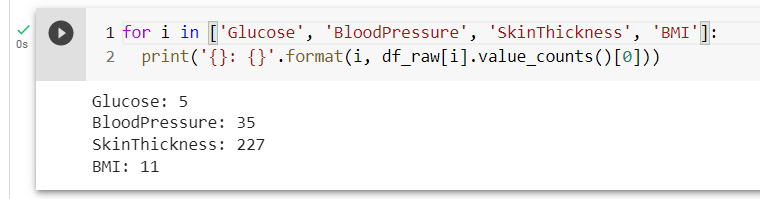 1 for i in ['Glucose', 'BloodPressure', 'SkinThickness', 'BMI']:
2   print('{}: {}'.format(i, df_raw[i].value_counts()[0]))
0s
Glucose: 5
BloodPressure: 35
SkinThickness: 227
BMI: 11